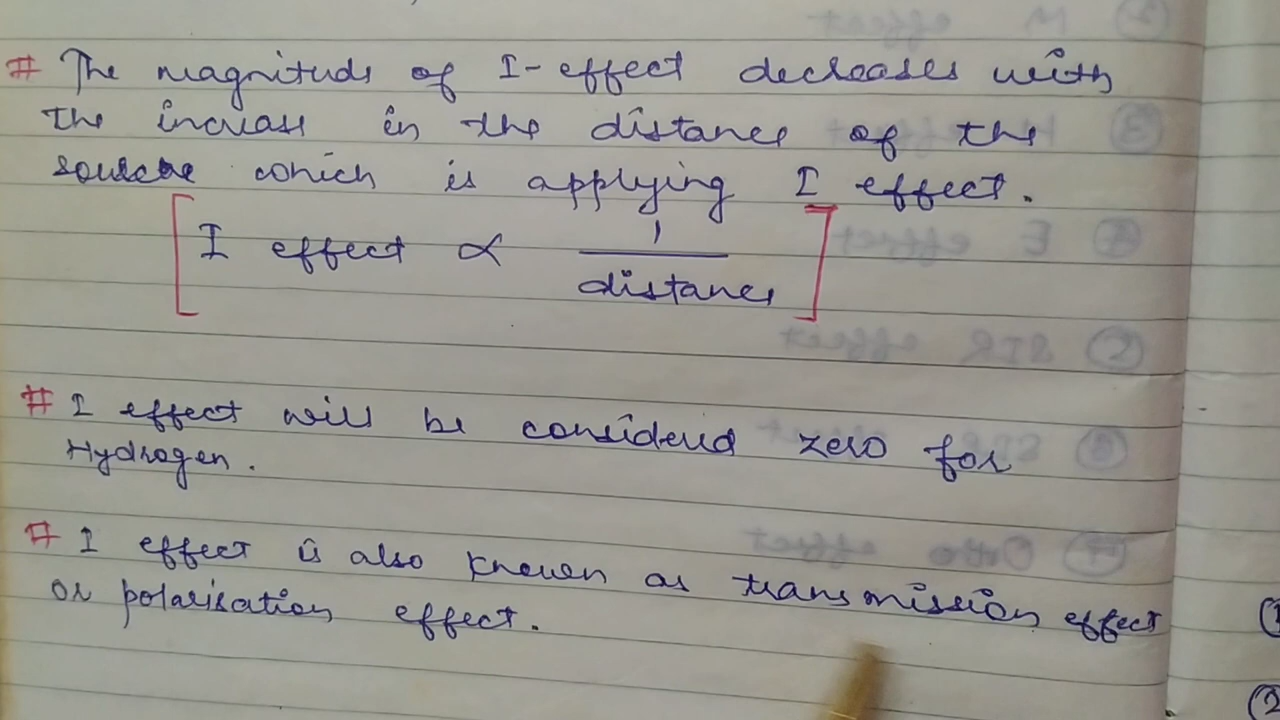 # The magnitude of I-effect decreases with
the increase in the distance of the
source which is applying I effect.
[I effect ∝ 1/distance]
# I effect will be considered zero for
Hydrogen.
# I effect is also known as transmission effect
or polarisation effect.